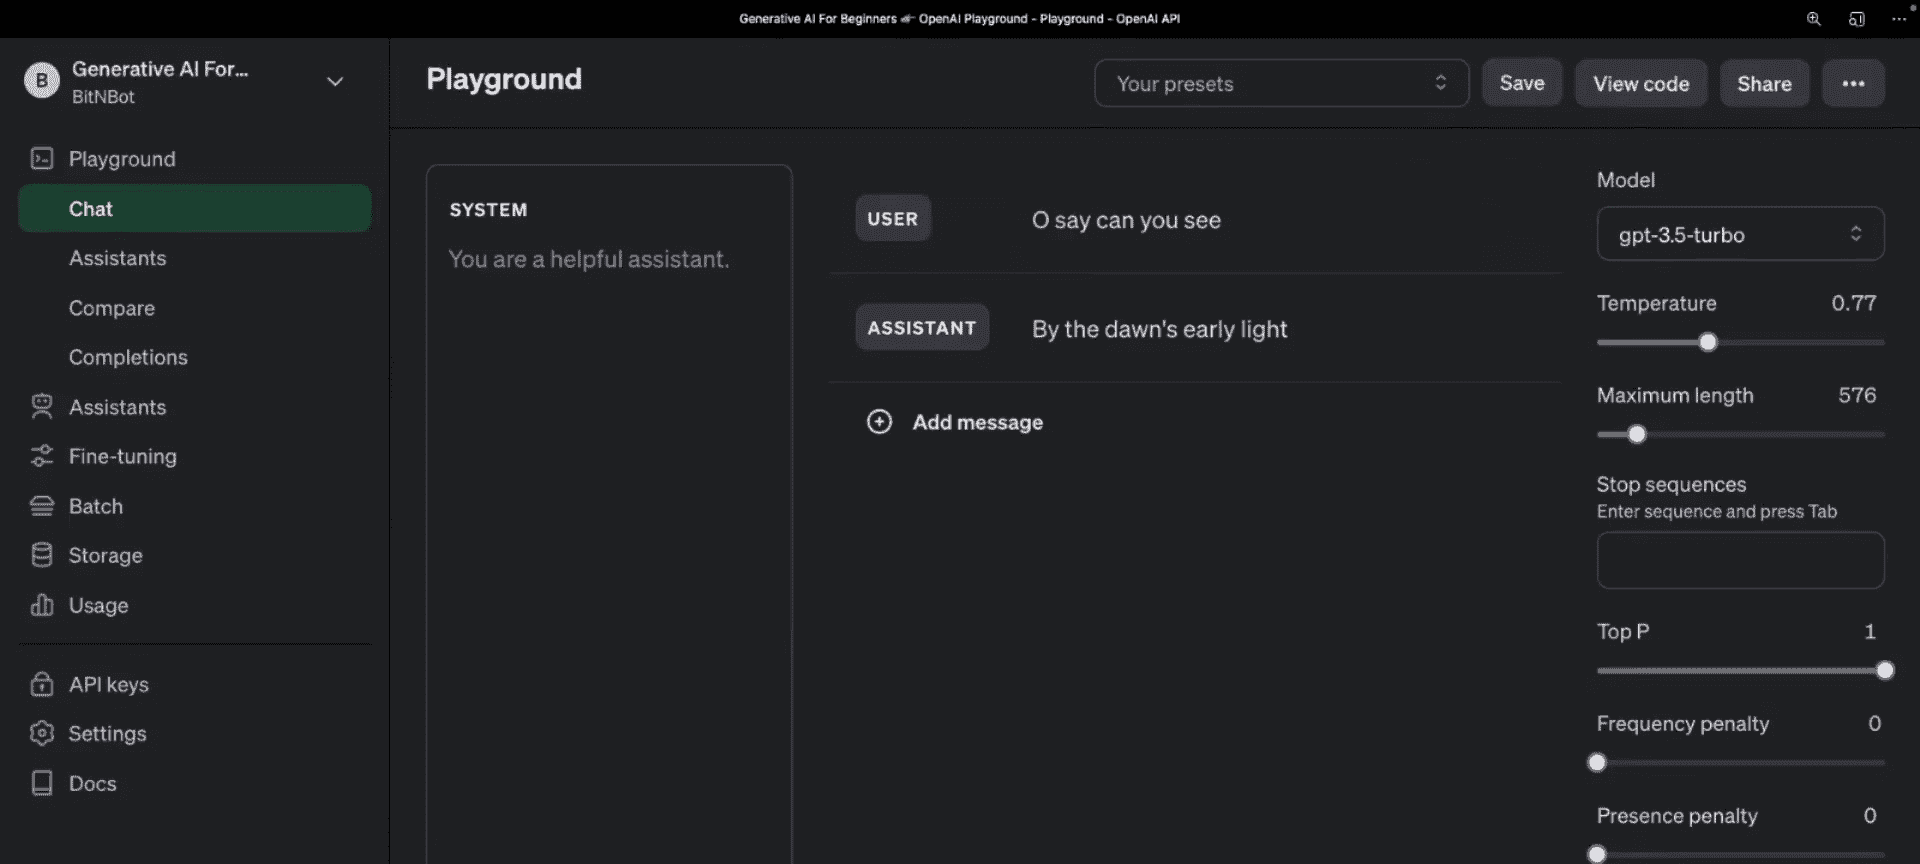 Generative AI For Beginners - OpenAI Playground - Playground - OpenAI API
B
Generative AI For...
BitNBot
Playground
Chat
Assistants
Compare
Completions
Assistants
Fine-tuning
Batch
Storage
Usage
API keys
Settings
Docs
Playground
Your presets
Save
View code
Share
SYSTEM
You are a helpful assistant.
USER
O say can you see
ASSISTANT
By the dawn's early light
Add message
Model
gpt-3.5-turbo
Temperature 0.77
Maximum length 576
Stop sequences
Enter sequence and press Tab
Top P 1
Frequency penalty 0
Presence penalty 0